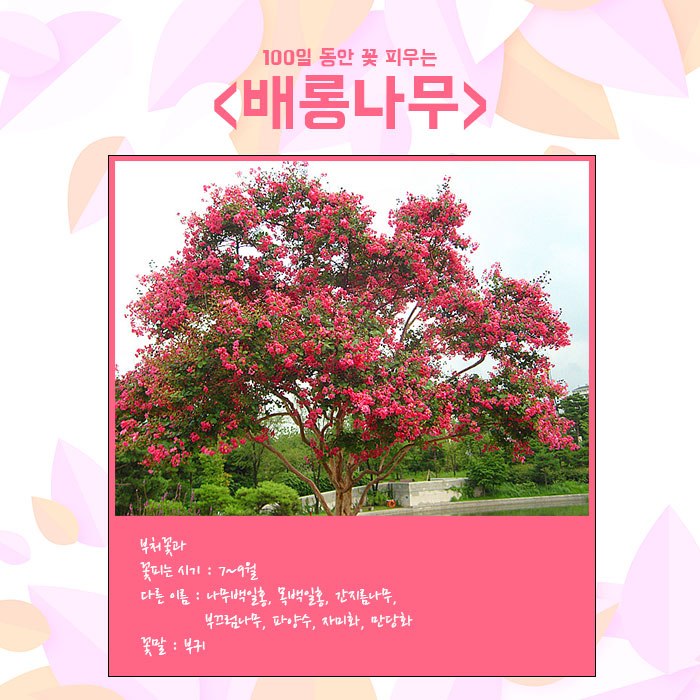 100일 동안 꽃 피우는
<배롱나무>
부처꽃과
꽃피는 시기 : 7~9월
다른 이름 : 나무백일홍, 목백일홍, 간지름나무,
부끄럼나무, 파양수, 자미화, 만당화
꽃말 : 부귀